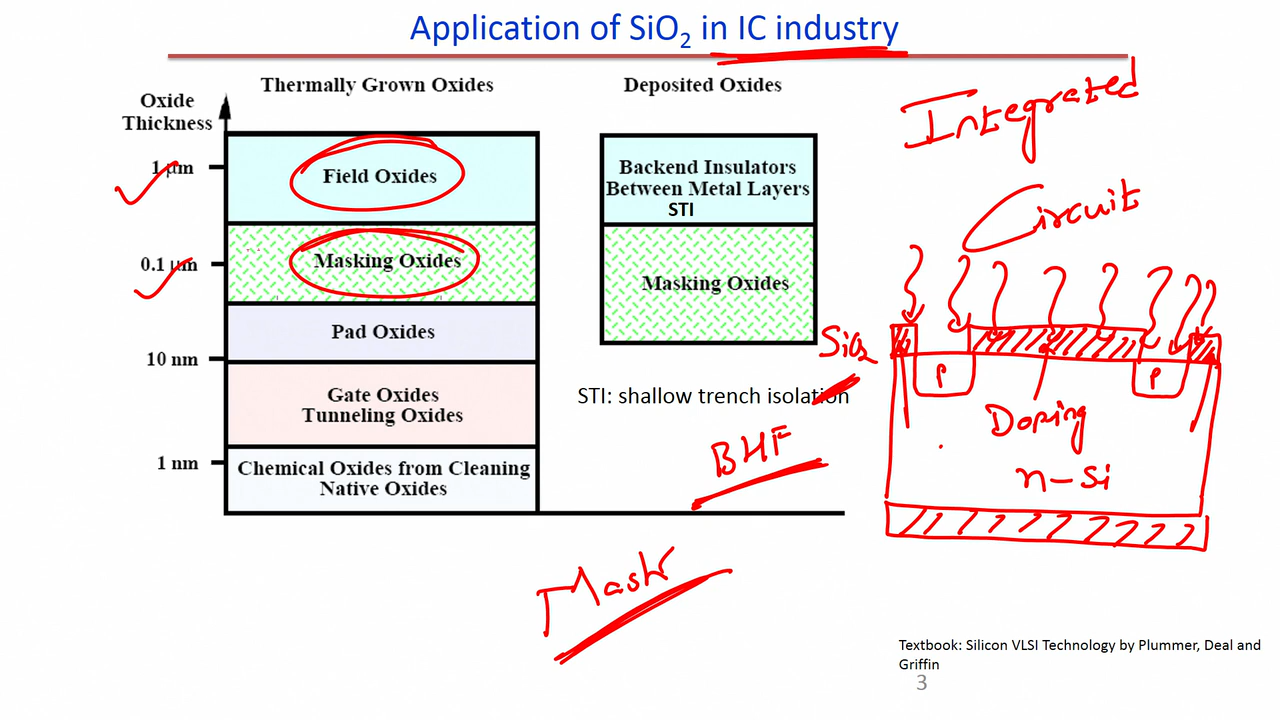 Application of SiO₂ in IC industry
Thermally Grown Oxides
Deposited Oxides
Oxide
Thickness
1 μm
0.1 μm
10 nm
1 nm
Field Oxides
Masking Oxides
Pad Oxides
Gate Oxides
Tunneling Oxides
Chemical Oxides from Cleaning
Native Oxides
Backend Insulators
Between Metal Layers
STI
Masking Oxides
STI: shallow trench isolation
Integrated
Circuit
SiO₂
P
P
Doping
n-Si
BHF
Mask
Textbook: Silicon VLSI Technology by Plummer, Deal and
Griffin
3